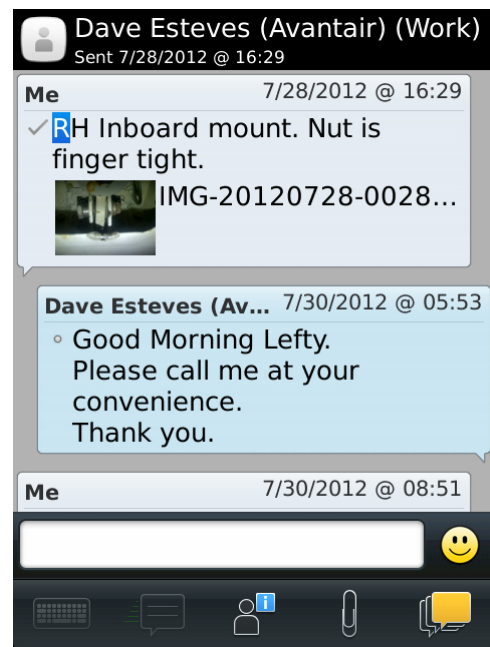 Dave Esteves (Avantair) (Work)
Sent 7/28/2012 @ 16:29
Me 7/28/2012 @ 16:29
RH Inboard mount. Nut is
finger tight.
IMG-20120728-0028...
Dave Esteves (Av... 7/30/2012 @ 05:53
Good Morning Lefty.
Please call me at your
convenience.
Thank you.
Me 7/30/2012 @ 08:51